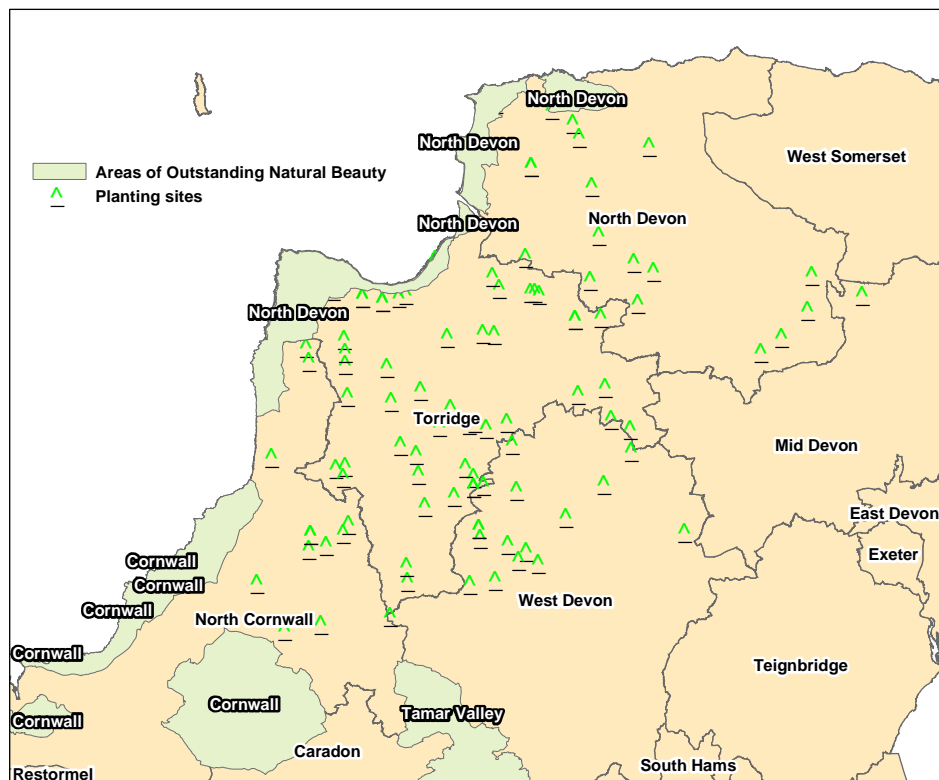 North Devon
North Devon
West Somerset
Areas of Outstanding Natural Beauty
Planting sites
North Devon
North Devon
North Devon
Torridge
Mid Devon
East Devon
Exeter
Cornwall
Cornwall
West Devon
Cornwall
North Cornwall
Cornwall
Teignbridge
Cornwall
Tamar Valley
Cornwall
Caradon
South Hams
Restormel